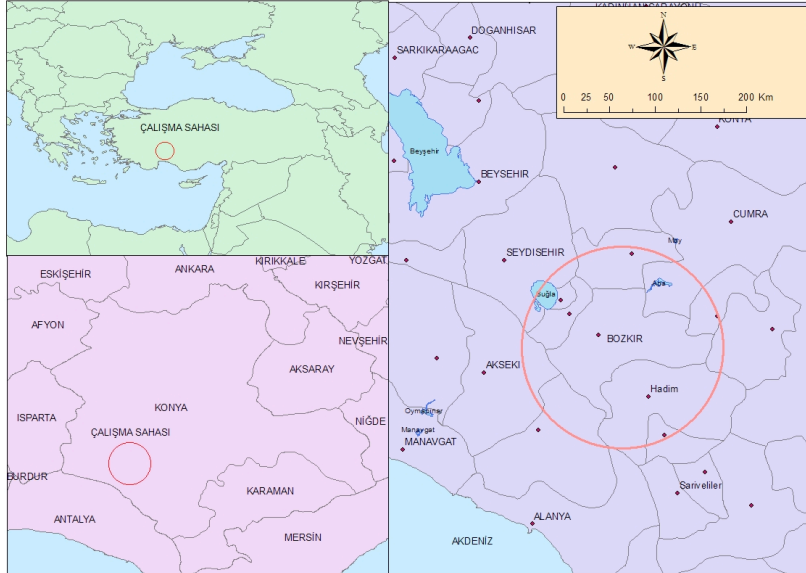 ÇALIŞMA SAHASI
ESKİŞEHİR
ANKARA
KIRIKKALE
YOZGAT
KIRŞEHİR
AFYON
NEVŞEHİR
AKSARAY
ISPARTA
KONYA
NİĞDE
ÇALIŞMA SAHASI
BURDUR
KARAMAN
ANTALYA
MERSİN
DOGANHISAR
SARKIKARAAGAC
N
W
E
S
0 25 50 100 150 200 Km
KONYA
Beyşehir
BEYSEHIR
CUMRA
May
SEYDISEHIR
Apa
Suğla
BOZKIR
AKSEKI
Hadim
Oymapınar
Manavgat
MANAVGAT
Sariveliler
ALANYA
AKDENİZ